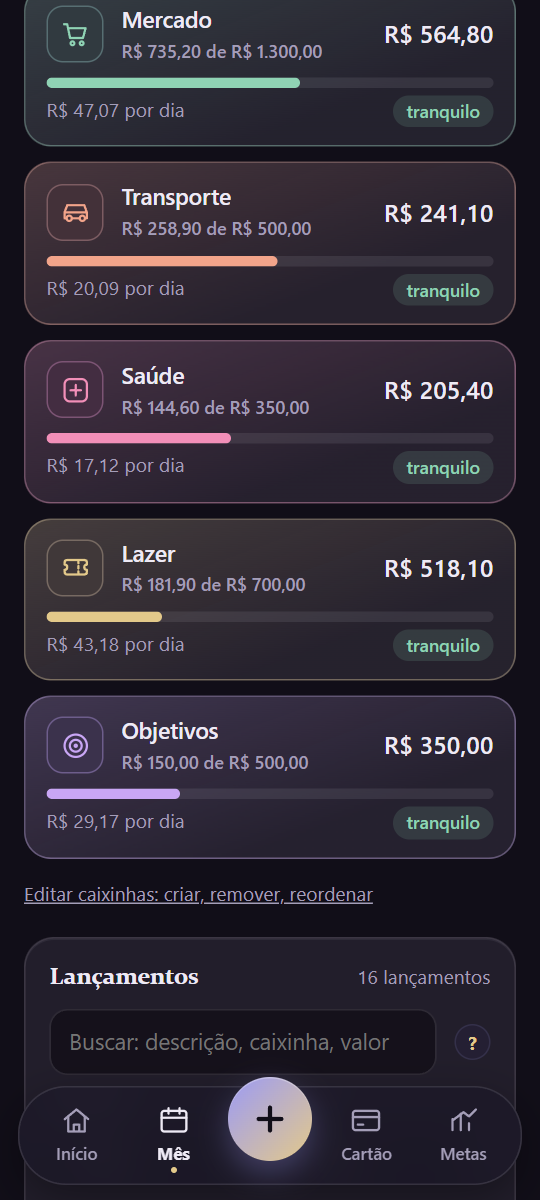 Mercado
R$ 735,20 de R$ 1.300,00
R$ 564,80
R$ 47,07 por dia
tranquilo
Transporte
R$ 258,90 de R$ 500,00
R$ 241,10
R$ 20,09 por dia
tranquilo
Saúde
R$ 144,60 de R$ 350,00
R$ 205,40
R$ 17,12 por dia
tranquilo
Lazer
R$ 181,90 de R$ 700,00
R$ 518,10
R$ 43,18 por dia
tranquilo
Objetivos
R$ 150,00 de R$ 500,00
R$ 350,00
R$ 29,17 por dia
tranquilo
Editar caixinhas: criar, remover, reordenar
Lançamentos
16 lançamentos
Buscar: descrição, caixinha, valor
?
Início
Mês
Cartão
Metas